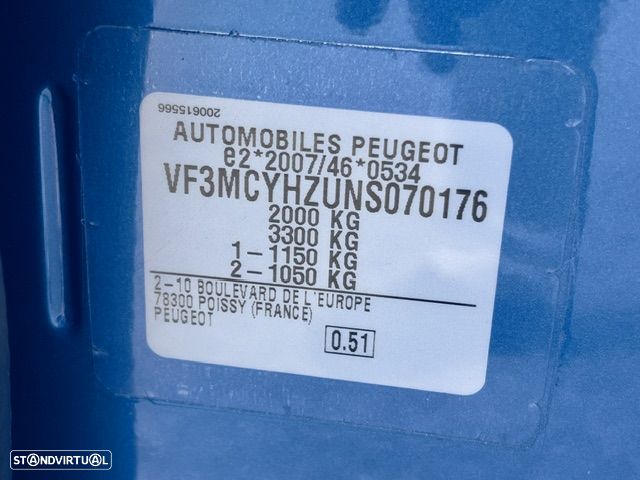 200615566
AUTOMOBILES PEUGEOT
e2*2007/46*0534
VF3MCYHZUNS070176
2000 KG
3300 KG
1-1150 KG
2-1050 KG
2-10 BOULEVARD DE L'EUROPE
78300 POISSY (FRANCE)
PEUGEOT
0.51
STANDVIRTUAL